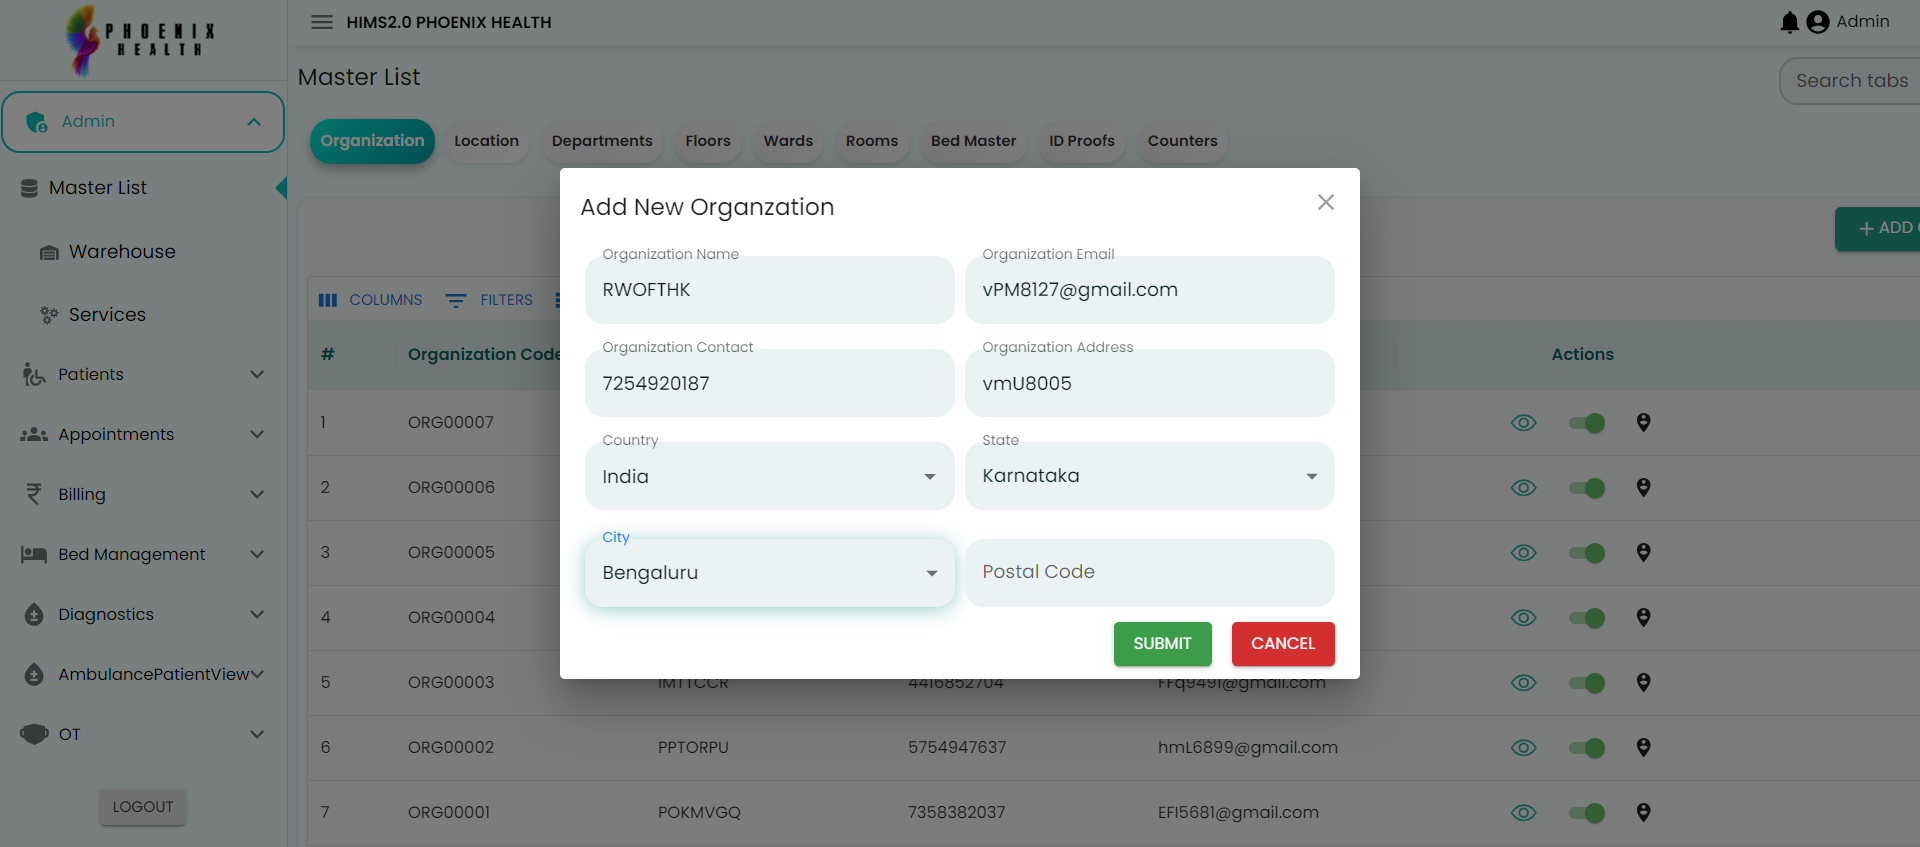 PHOENIX
HEALTH
HIMS2.0 PHOENIX HEALTH
Admin
Admin
Master List
Warehouse
Services
Patients
Appointments
Billing
Bed Management
Diagnostics
AmbulancePatientView
OT
LOGOUT
Master List
Search tabs
Organization
Location
Departments
Floors
Wards
Rooms
Bed Master
ID Proofs
Counters
+ ADD
COLUMNS
FILTERS
# Organization Code Actions
1 ORG00007
2 ORG00006
3 ORG00005
4 ORG00004
5 ORG00003 IMTTCCR 4416852704 FFq9491@gmail.com
6 ORG00002 PPTORPU 5754947637 hmL6899@gmail.com
7 ORG00001 POKMVGQ 7358382037 EFI5681@gmail.com
Add New Organzation
Organization Name
RWOFTHK
Organization Email
vPM8127@gmail.com
Organization Contact
7254920187
Organization Address
vmU8005
Country
India
State
Karnataka
City
Bengaluru
Postal Code
SUBMIT
CANCEL